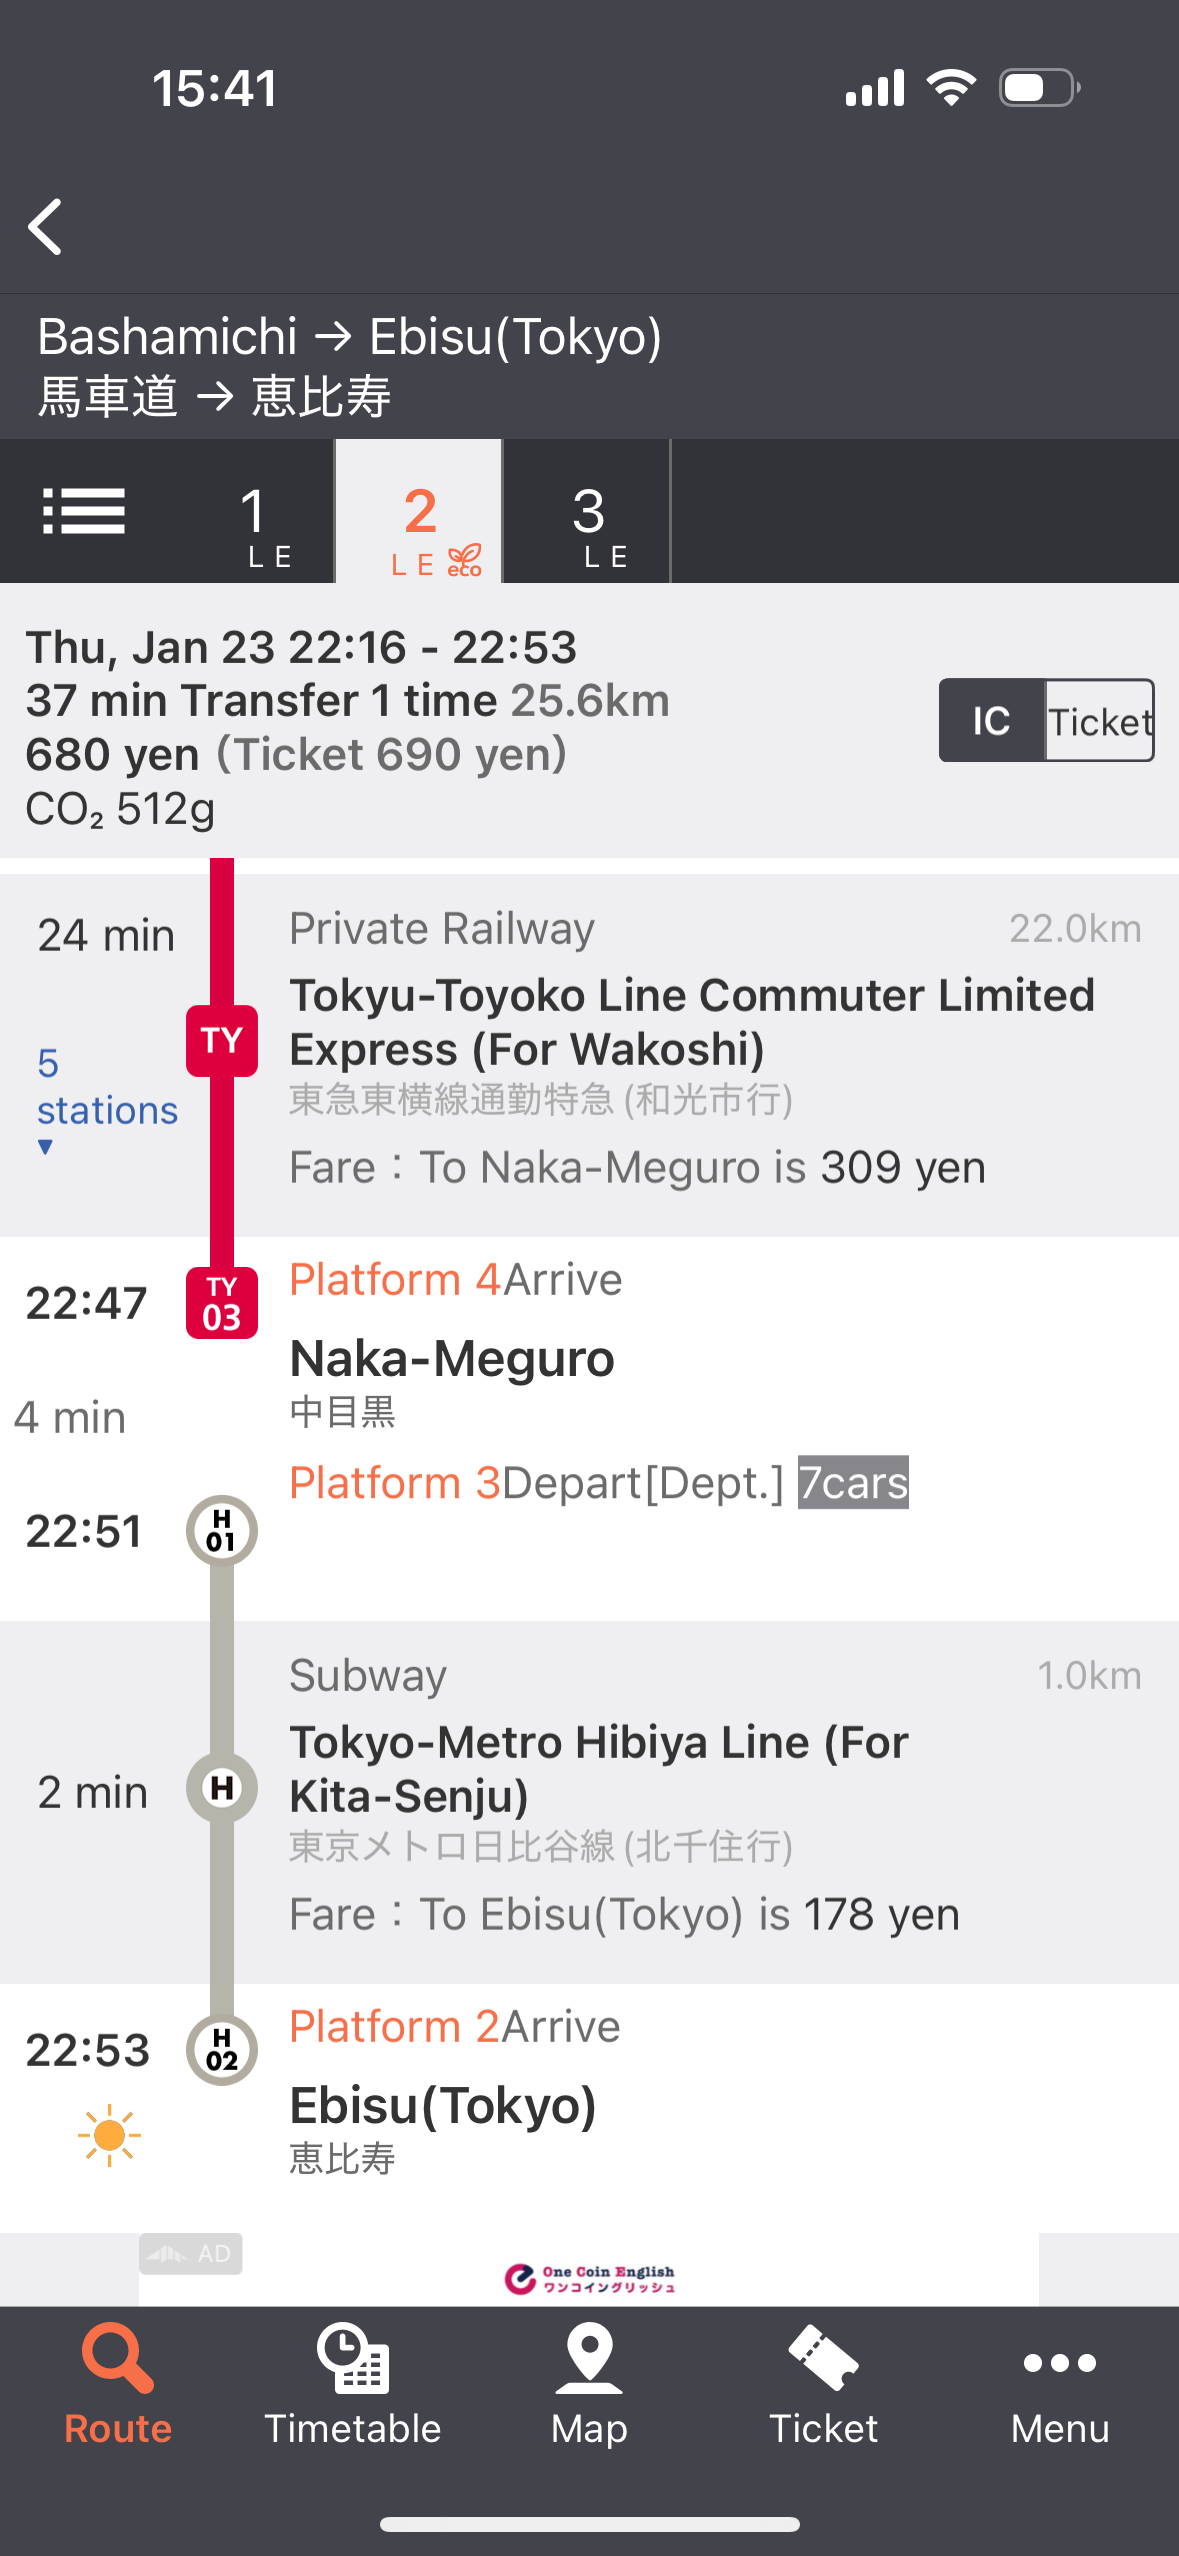 15:41
Bashamichi → Ebisu(Tokyo)
馬車道 → 恵比寿
1
L E
2
L E eco
3
L E
Thu, Jan 23 22:16 - 22:53
37 min Transfer 1 time 25.6km
680 yen (Ticket 690 yen)
CO₂ 512g
IC Ticket
24 min
Private Railway 22.0km
Tokyu-Toyoko Line Commuter Limited
Express (For Wakoshi)
東急東横線通勤特急 (和光市行)
TY
5
stations
▼
Fare : To Naka-Meguro is 309 yen
22:47
TY
03
Platform 4Arrive
Naka-Meguro
中目黒
4 min
Platform 3Depart[Dept.] 7cars
22:51
H
01
Subway 1.0km
Tokyo-Metro Hibiya Line (For
Kita-Senju)
東京メトロ日比谷線 (北千住行)
2 min
H
Fare : To Ebisu(Tokyo) is 178 yen
22:53
H
02
Platform 2Arrive
Ebisu(Tokyo)
恵比寿
AD
One Coin English
ワンコイングリッシュ
Route
Timetable
Map
Ticket
Menu